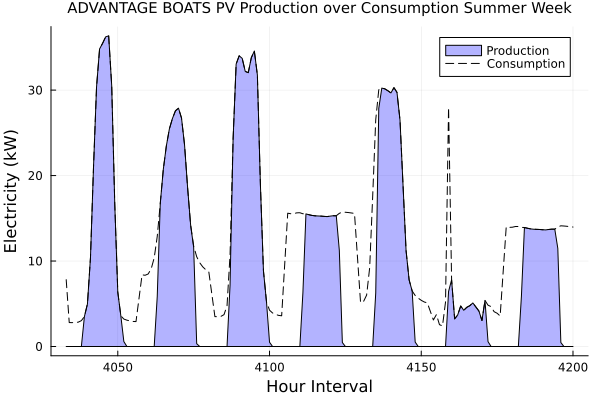 ADVANTAGE BOATS PV Production over Consumption Summer Week
Production
Consumption
Electricity (kW)
30
20
10
0
4050
4100
4150
4200
Hour Interval